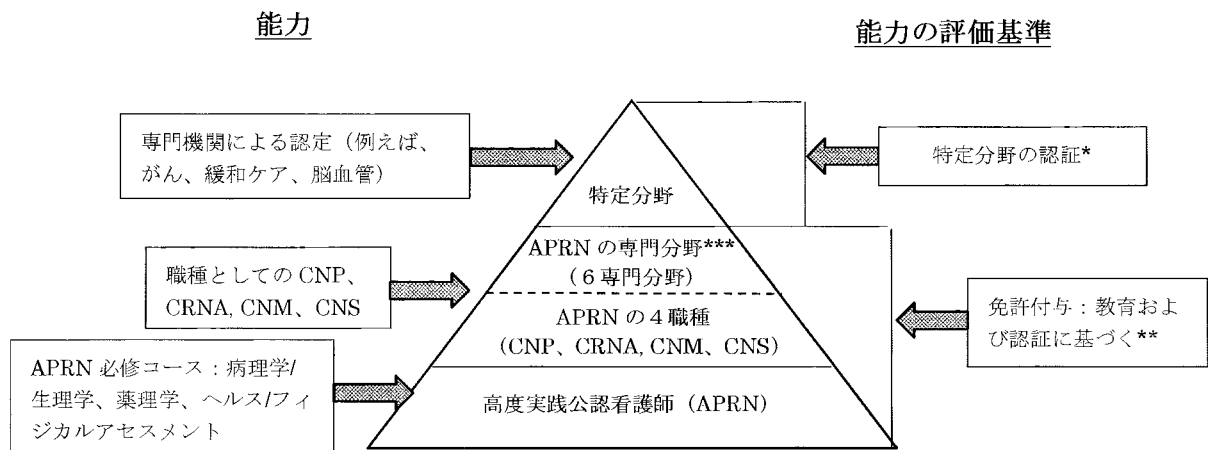 能力
能力の評価基準
専門機関による認定（例えば、
がん、緩和ケア、脳血管）
特定分野の認証*
特定分野
APRN の専門分野***
（6 専門分野）
職種としての CNP、
CRNA, CNM、CNS
APRN の 4 職種
（CNP、CRNA, CNM、CNS）
免許付与：教育およ
び認証に基づく**
APRN 必修コース：病理学/
生理学、薬理学、ヘルス/フィ
ジカルアセスメント
高度実践公認看護師（APRN）